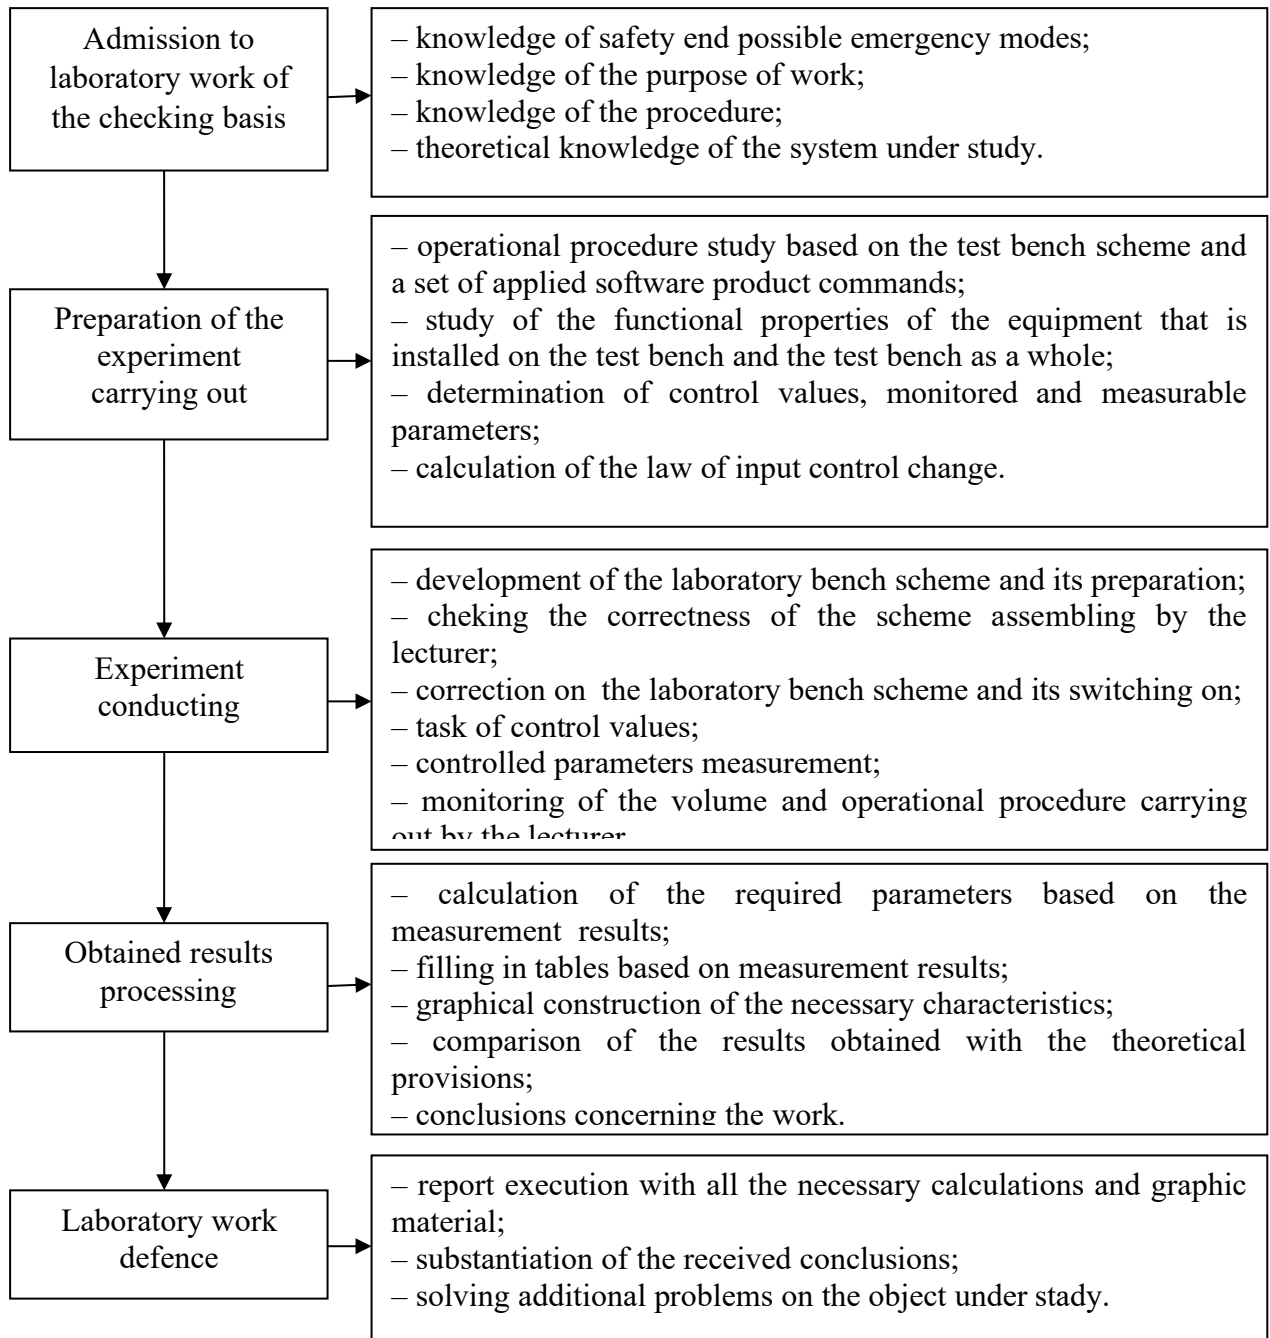 Admission to
laboratory work of
the checking basis
– knowledge of safety end possible emergency modes;
– knowledge of the purpose of work;
– knowledge of the procedure;
– theoretical knowledge of the system under study.
Preparation of the
experiment
carrying out
– operational procedure study based on the test bench scheme and
a set of applied software product commands;
– study of the functional properties of the equipment that is
installed on the test bench and the test bench as a whole;
– determination of control values, monitored and measurable
parameters;
– calculation of the law of input control change.
Experiment
conducting
– development of the laboratory bench scheme and its preparation;
– cheking the correctness of the scheme assembling by the
lecturer;
– correction on the laboratory bench scheme and its switching on;
– task of control values;
– controlled parameters measurement;
– monitoring of the volume and operational procedure carrying
out by the lecturer
Obtained results
processing
– calculation of the required parameters based on the
measurement results;
– filling in tables based on measurement results;
– graphical construction of the necessary characteristics;
– comparison of the results obtained with the theoretical
provisions;
– conclusions concerning the work.
Laboratory work
defence
– report execution with all the necessary calculations and graphic
material;
– substantiation of the received conclusions;
– solving additional problems on the object under stady.